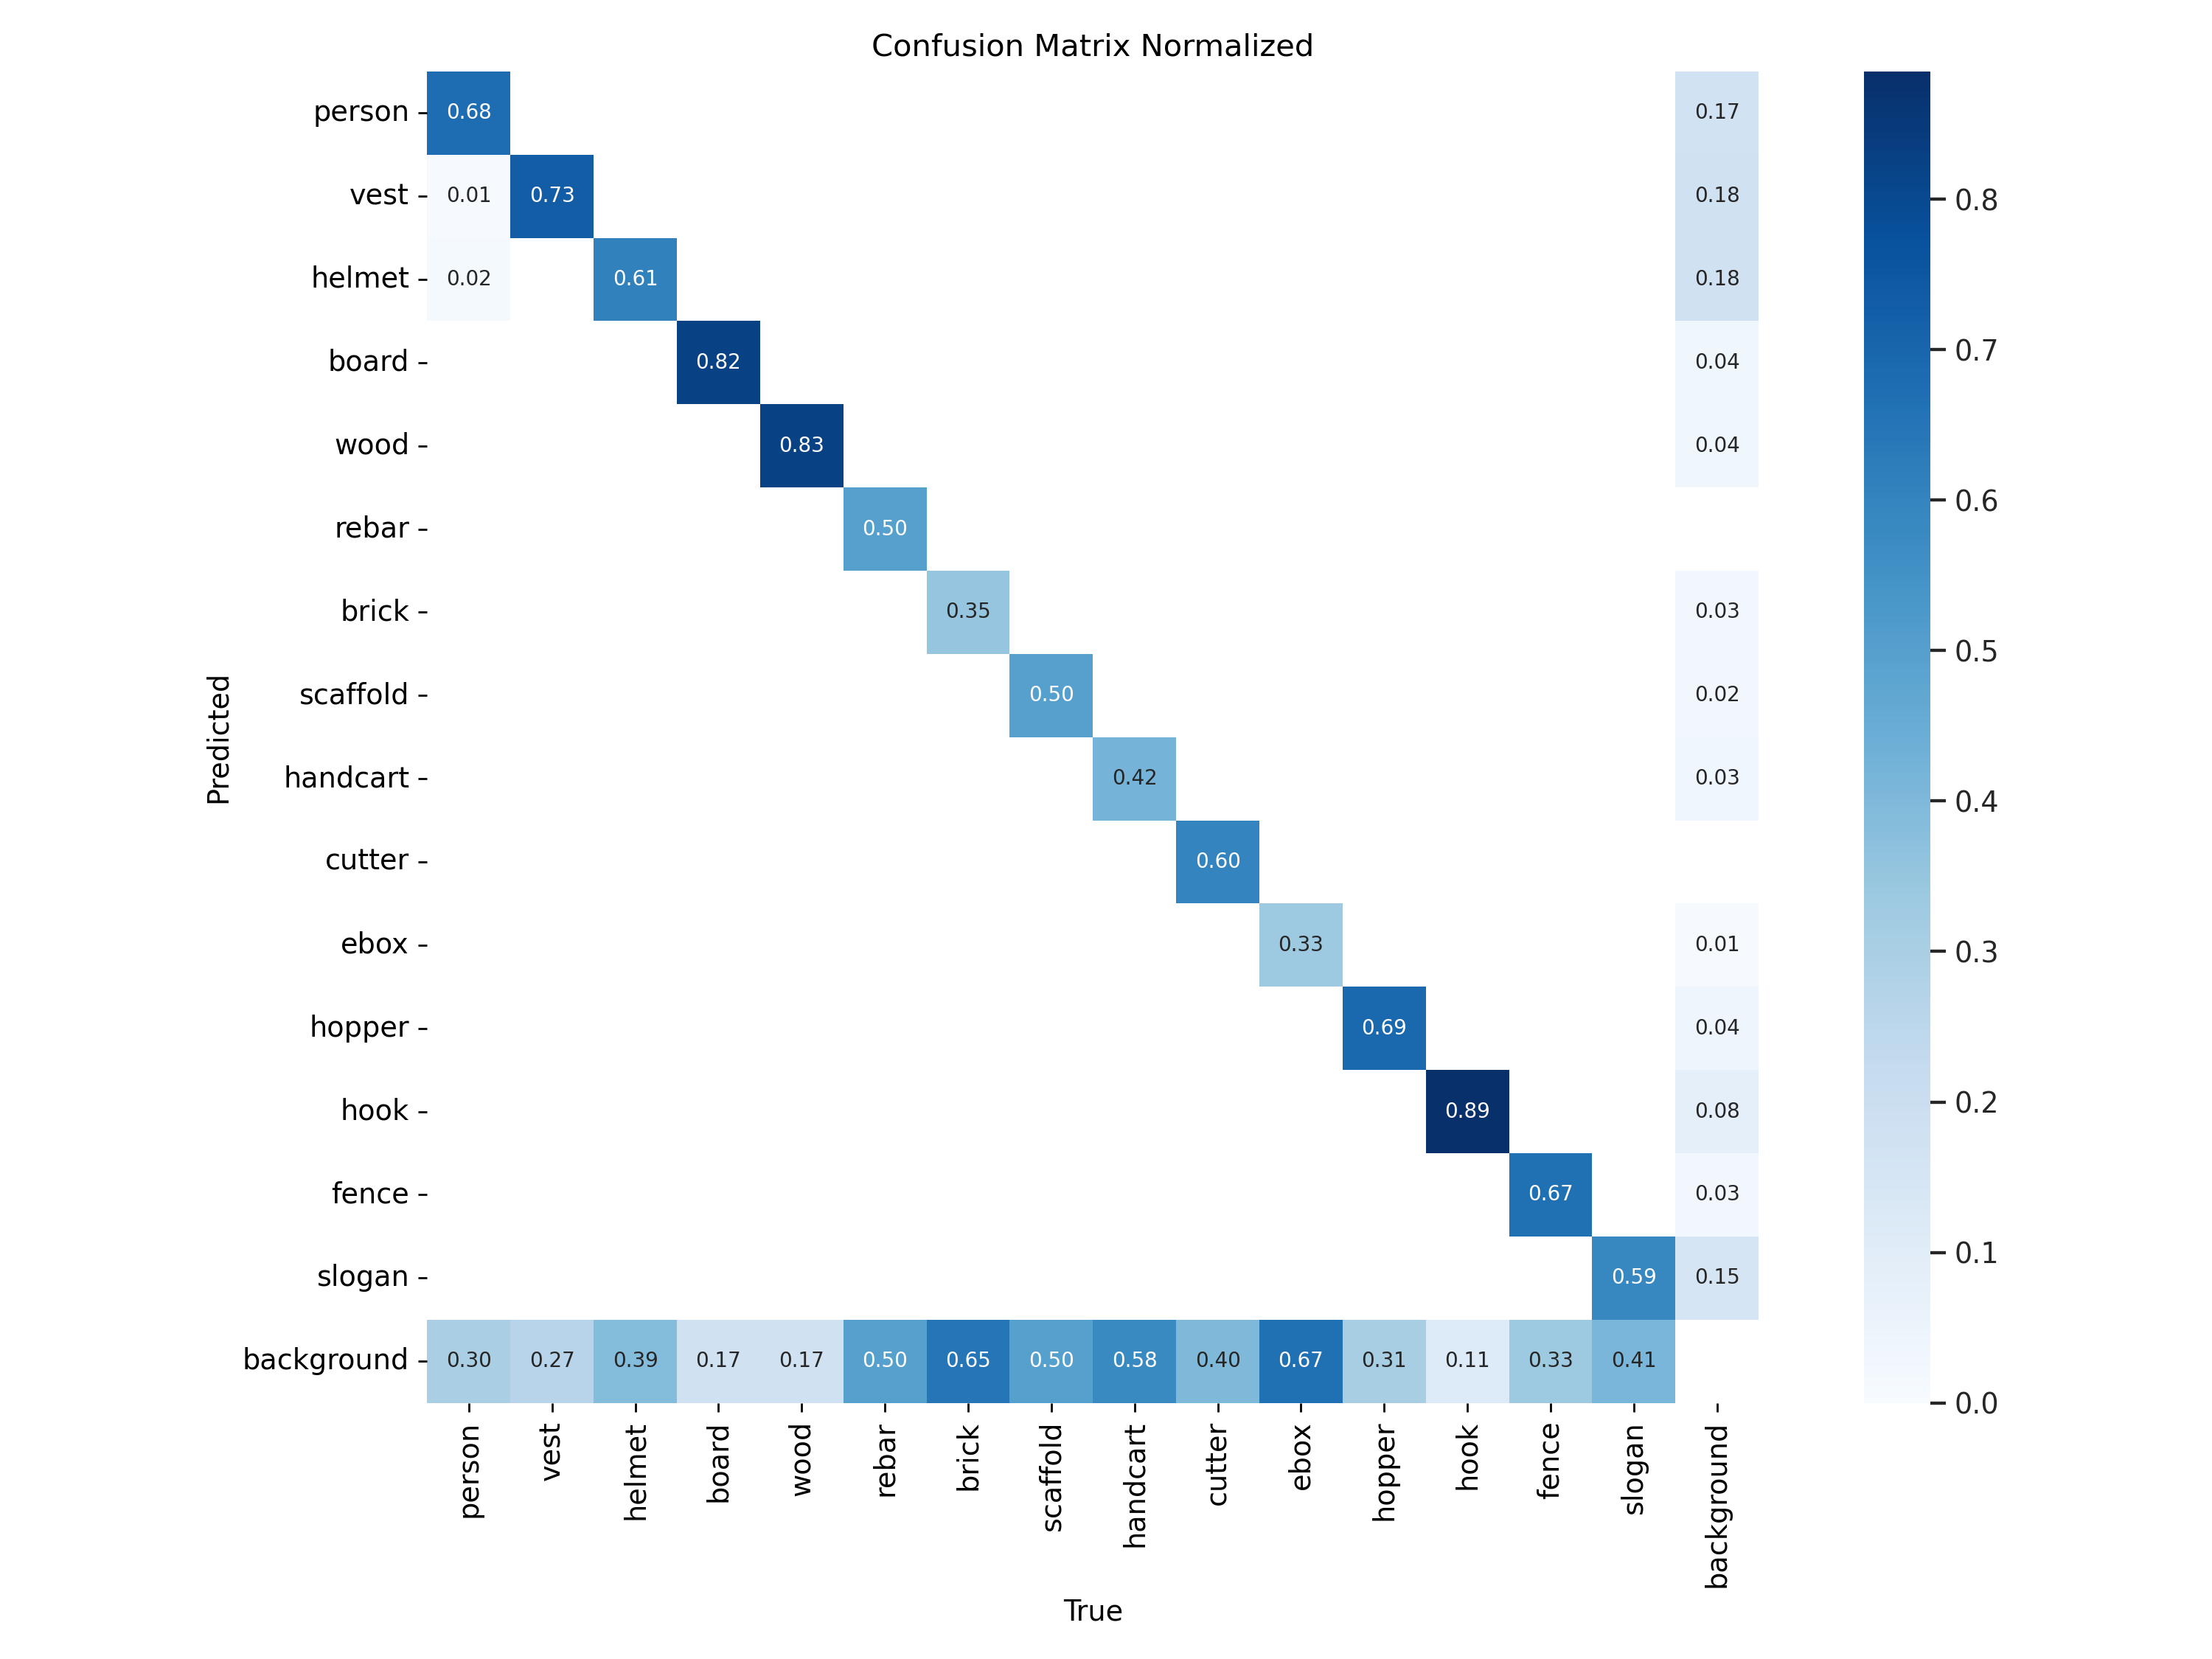 Confusion Matrix Normalized
person 0.68 0.17
vest 0.01 0.73 0.18
helmet 0.02 0.61 0.18
board 0.82 0.04
wood 0.83 0.04
rebar 0.50
brick 0.35 0.03
scaffold 0.50 0.02
handcart 0.42 0.03
cutter 0.60
ebox 0.33 0.01
hopper 0.69 0.04
hook 0.89 0.08
fence 0.67 0.03
slogan 0.59 0.15
background 0.30 0.27 0.39 0.17 0.17 0.50 0.65 0.50 0.58 0.40 0.67 0.31 0.11 0.33 0.41
person vest helmet board wood rebar brick scaffold handcart cutter ebox hopper hook fence slogan background
True
Predicted
0.8
0.7
0.6
0.5
0.4
0.3
0.2
0.1
0.0